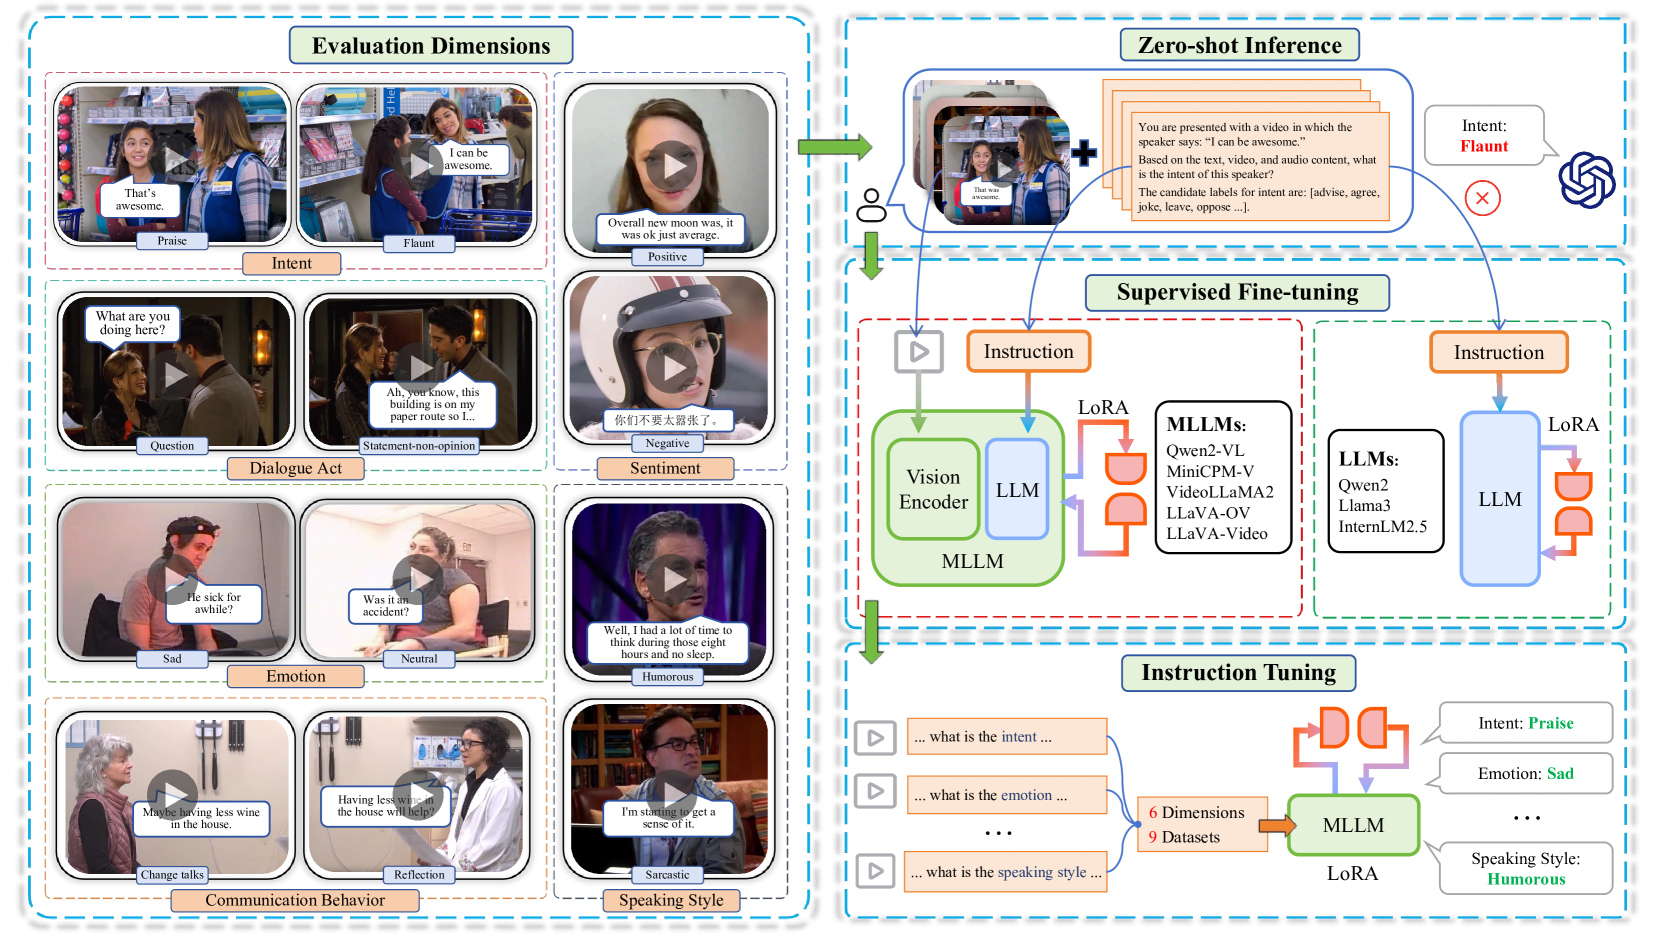 Evaluation Dimensions
That's
awesome.
Praise
I can be
awesome.
Flaunt
Intent
What are you
doing here?
Question
Ah, you know, this
building is on my
paper route so I...
Statement-non-opinion
Dialogue Act
He sick for
awhile?
Sad
Was it an
accident?
Neutral
Emotion
Maybe having less wine
in the house.
Change talks
Having less wine in
the house will help?
Reflection
Communication Behavior
Overall new moon was, it
was ok just average.
Positive
你们不要太嚣张了。
Negative
Sentiment
Well, I had a lot of time to
think during those eight
hours and no sleep.
Humorous
I'm starting to get a
sense of it.
Sarcastic
Speaking Style
Zero-shot Inference
That was
awesome.
You are presented with a video in which the
speaker says: “I can be awesome.”
Based on the text, video, and audio content, what
is the intent of this speaker?
The candidate labels for intent are: [advise, agree,
joke, leave, oppose ...].
Intent:
Flaunt
Supervised Fine-tuning
Instruction
Vision
Encoder
LLM
MLLM
LoRA
MLLMs:
Qwen2-VL
MiniCPM-V
VideoLLaMA2
LLaVA-OV
LLaVA-Video
LLMs:
Qwen2
Llama3
InternLM2.5
Instruction
LLM
LoRA
Instruction Tuning
... what is the intent ...
... what is the emotion ...
...
... what is the speaking style ...
6 Dimensions
9 Datasets
MLLM
LoRA
Intent: Praise
Emotion: Sad
...
Speaking Style:
Humorous